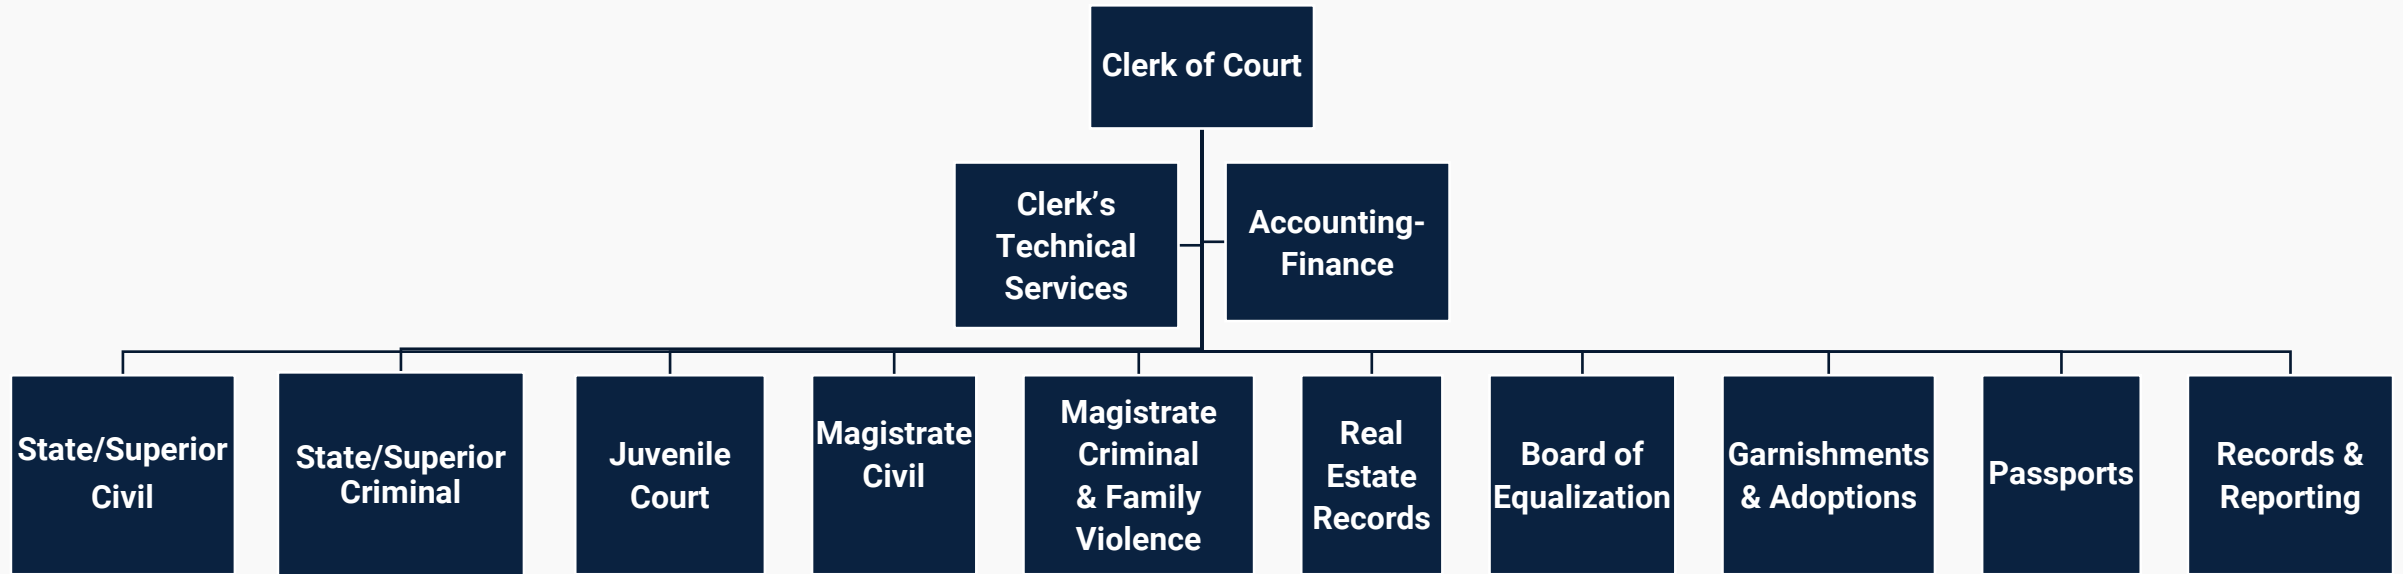 Clerk of Court
Clerk’s
Technical
Services
Accounting-
Finance
State/Superior
Civil
State/Superior
Criminal
Juvenile
Court
Magistrate
Civil
Magistrate
Criminal
& Family
Violence
Real
Estate
Records
Board of
Equalization
Garnishments
& Adoptions
Passports
Records &
Reporting